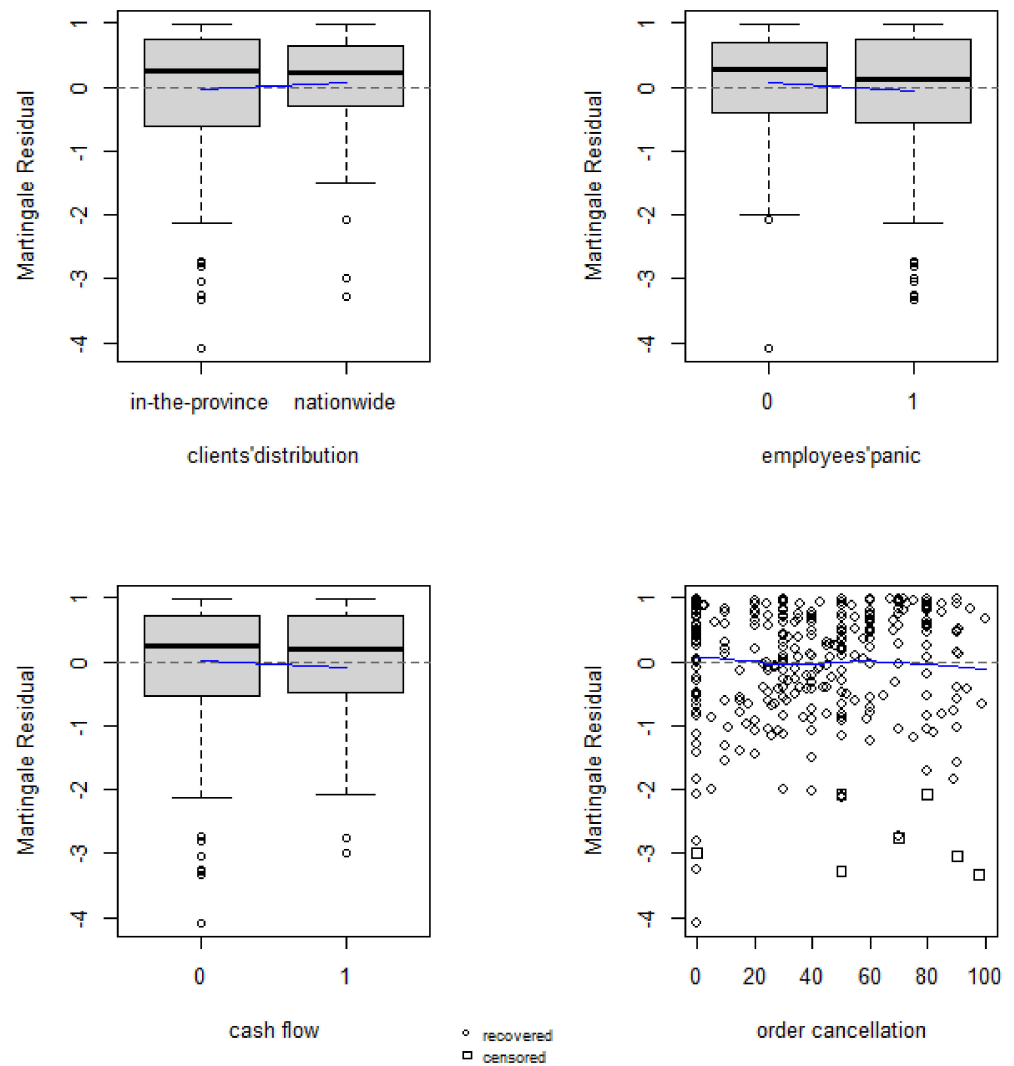 1
0
-1
-2
-3
-4
Martingale Residual
in-the-province nationwide
clients'distribution
1
0
-1
-2
-3
-4
Martingale Residual
0 1
employees'panic
1
0
-1
-2
-3
-4
Martingale Residual
0 1
cash flow
1
0
-1
-2
-3
-4
Martingale Residual
0 20 40 60 80 100
order cancellation
recovered
censored